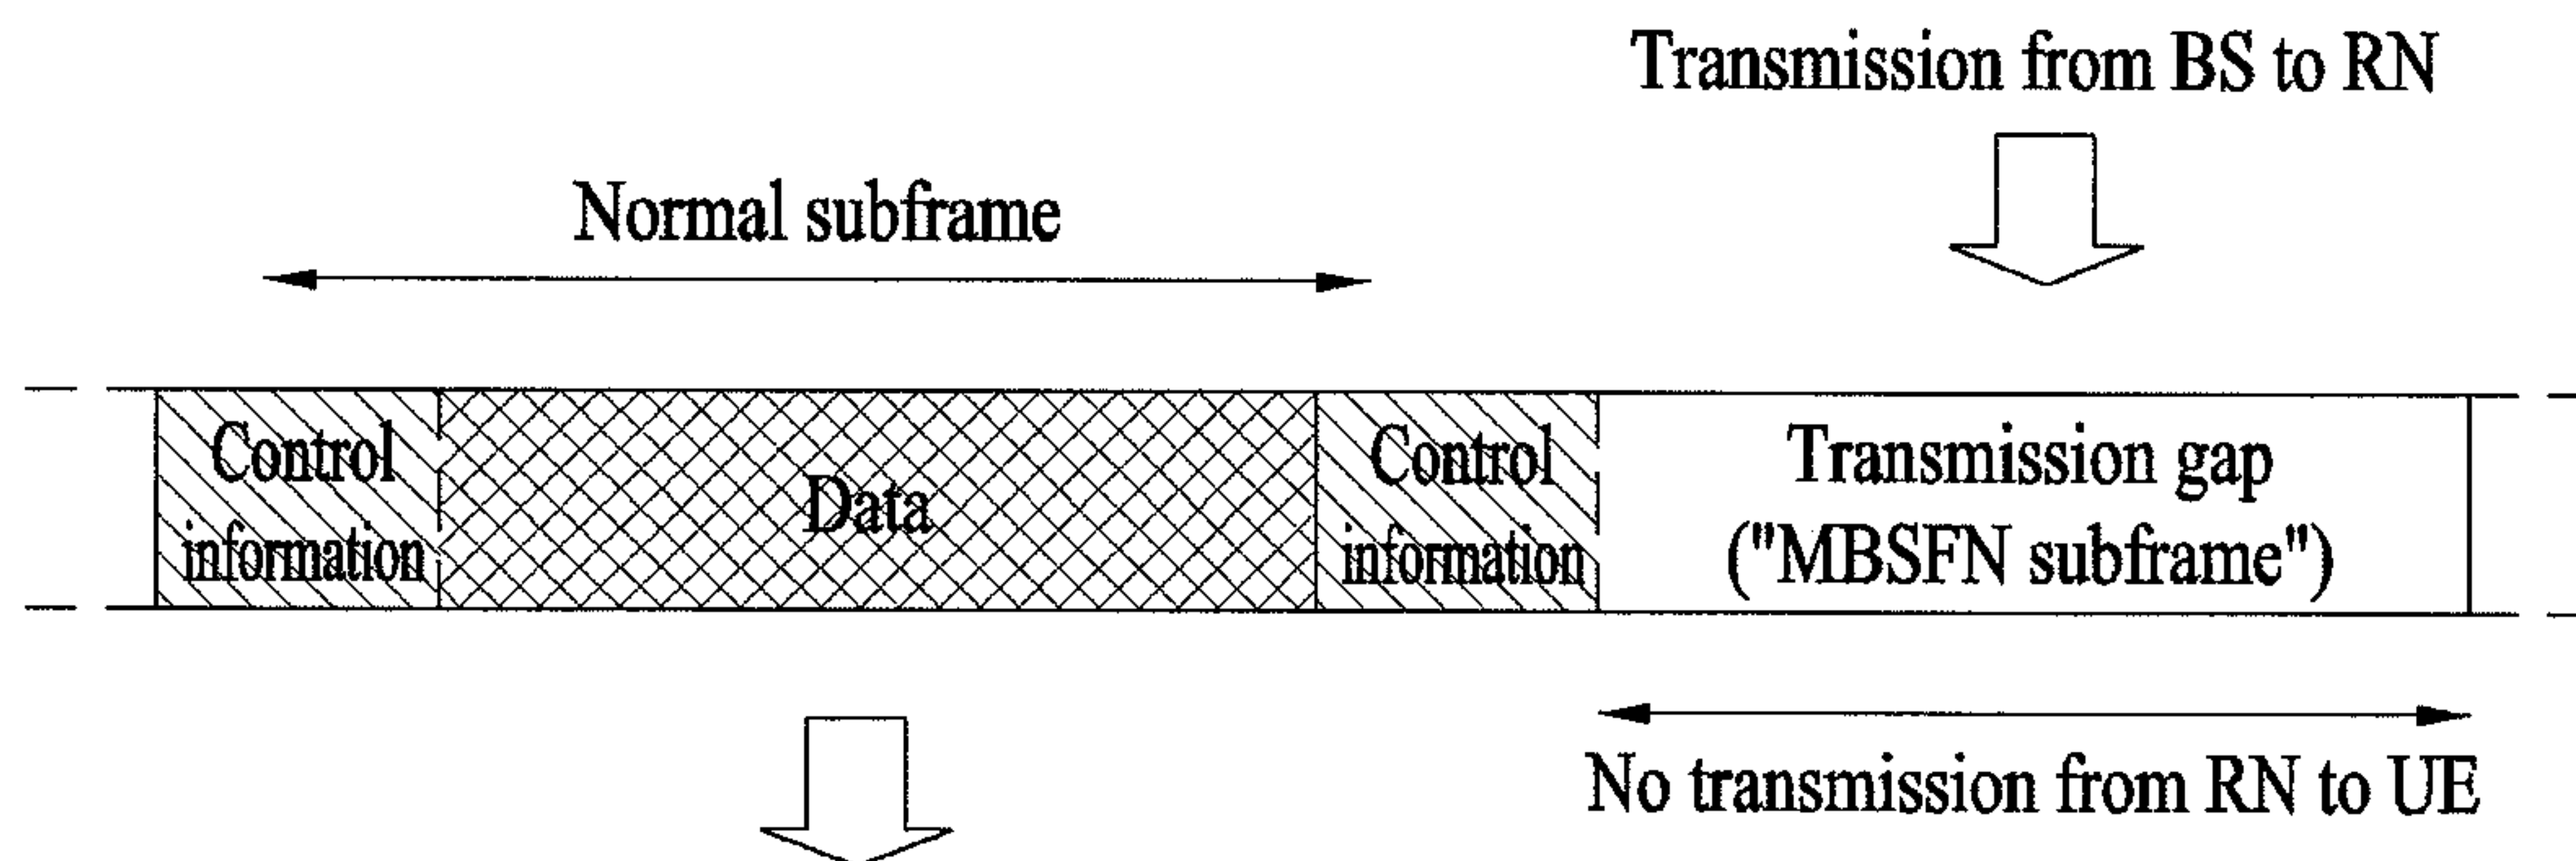 Transmission from BS to RN
Normal subframe
Control
information
Data
Control
information
Transmission gap
("MBSFN subframe")
No transmission from RN to UE